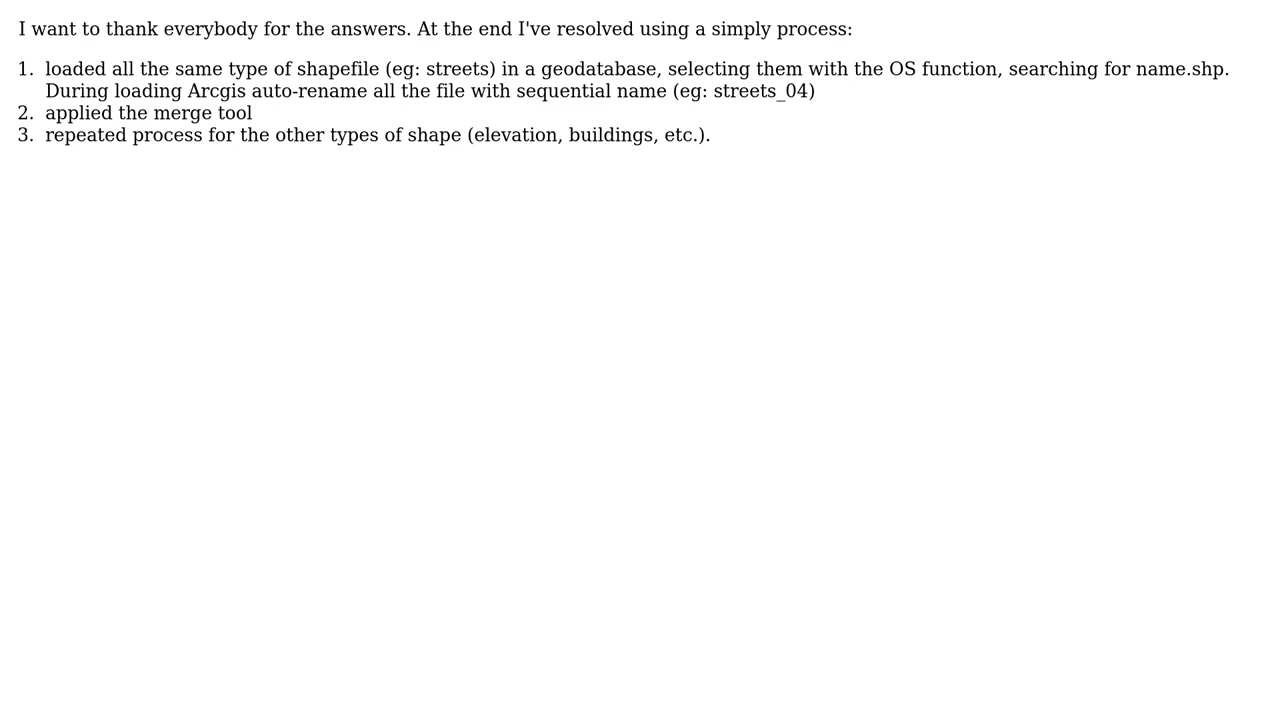 I want to thank everybody for the answers. At the end I've resolved using a simply process:
1. loaded all the same type of shapefile (eg: streets) in a geodatabase, selecting them with the OS function, searching for name.shp.
During loading Arcgis auto-rename all the file with sequential name (eg: streets_04)
2. applied the merge tool
3. repeated process for the other types of shape (elevation, buildings, etc.).